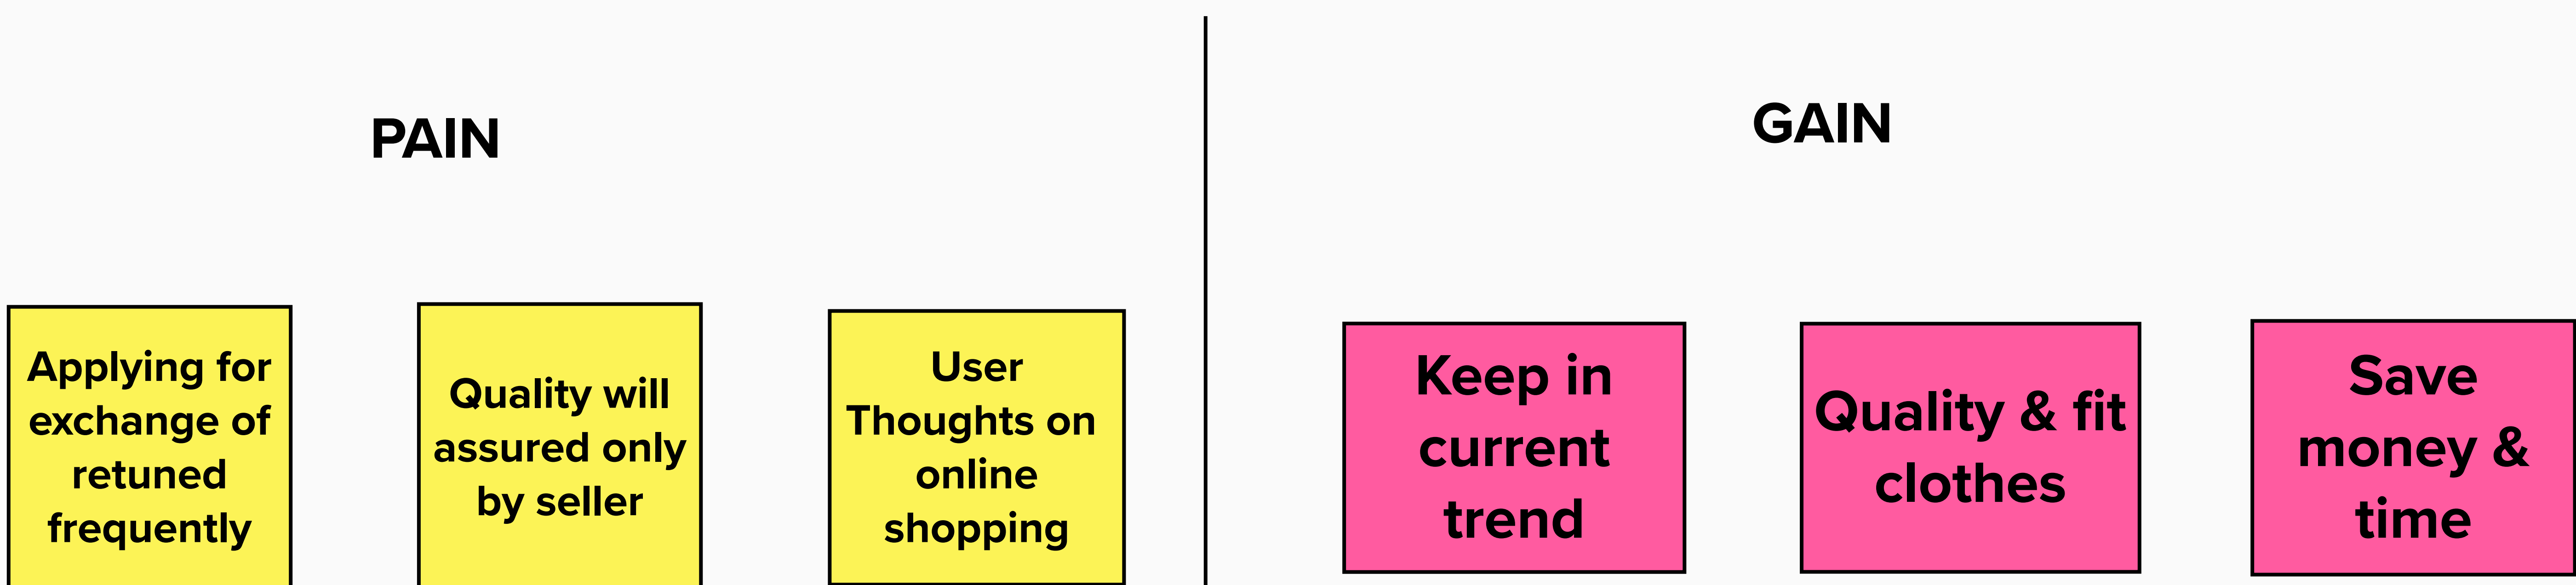 PAIN
GAIN
Applying for
exchange of
retuned
frequently
Quality will
assured only
by seller
User
Thoughts on
online
shopping
Keep in
current
trend
Quality & fit
clothes
Save
money &
time